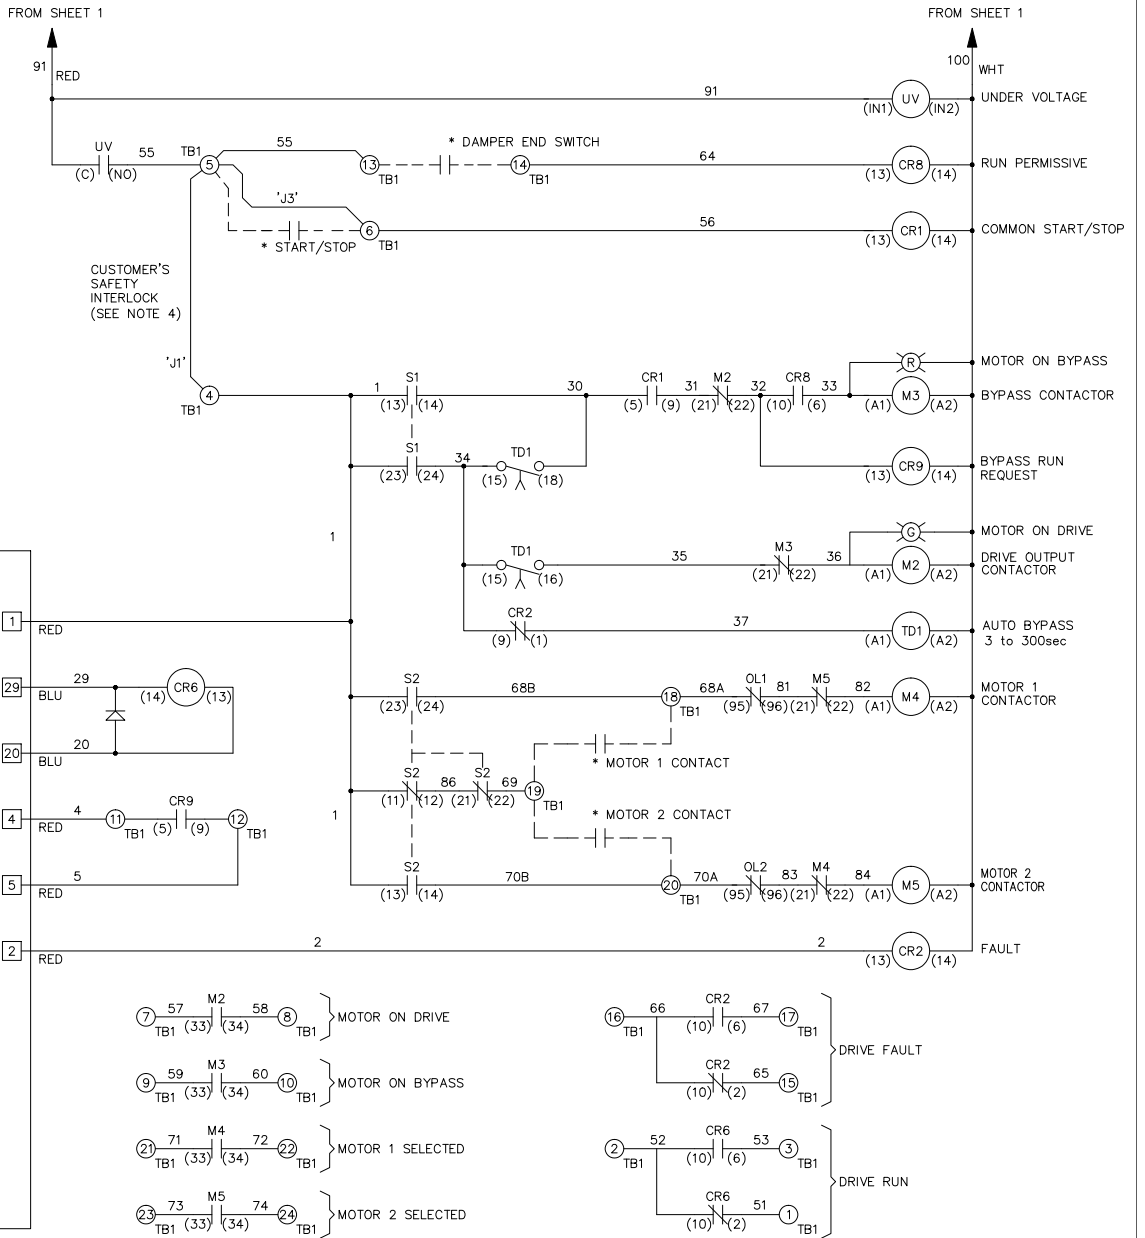 FROM SHEET 1 FROM SHEET 1
91 RED 100 WHT
91 (IN1) UV (IN2) UNDER VOLTAGE
UV (C) (NO) 55 TB1 5 55 13 TB1 * DAMPER END SWITCH 14 TB1 64 (13) CR8 (14) RUN PERMISSIVE
'J3'
* START/STOP 6 TB1 56 (13) CR1 (14) COMMON START/STOP
CUSTOMER'S
SAFETY
INTERLOCK
(SEE NOTE 4)
R MOTOR ON BYPASS
'J1' TB1 4 1 S1 (13) (14) 30 CR1 (5) (9) 31 M2 (21) (22) 32 CR8 (10) (6) 33 (A1) M3 (A2) BYPASS CONTACTOR
S1 (23) (24) 34 TD1 (15) (18) (13) CR9 (14) BYPASS RUN
REQUEST
1
G MOTOR ON DRIVE
TD1 (15) (16) 35 M3 (21) (22) 36 (A1) M2 (A2) DRIVE OUTPUT
CONTACTOR
1 RED CR2 (9) (1) 37 (A1) TD1 (A2) AUTO BYPASS
3 to 300sec
29 BLU 29 (14) CR6 (13) S2 (23) (24) 68B 18 TB1 68A OL1 (95) (96) 81 M5 (21) (22) 82 (A1) M4 (A2) MOTOR 1
CONTACTOR
20 BLU 20
* MOTOR 1 CONTACT
S2 (11) (12) 86 S2 (21) (22) 69 19 TB1
* MOTOR 2 CONTACT
1
4 RED 4 11 TB1 CR9 (5) (9) 12 TB1
5 RED 5 S2 (13) (14) 70B 20 TB1 70A OL2 (95) (96) 83 M4 (21) (22) 84 (A1) M5 (A2) MOTOR 2
CONTACTOR
2 RED 2 2 (13) CR2 (14) FAULT
7 TB1 57 M2 (33) (34) 58 8 TB1 MOTOR ON DRIVE
9 TB1 59 M3 (33) (34) 60 10 TB1 MOTOR ON BYPASS
21 TB1 71 M4 (33) (34) 72 22 TB1 MOTOR 1 SELECTED
23 TB1 73 M5 (33) (34) 74 24 TB1 MOTOR 2 SELECTED
16 TB1 66 CR2 (10) (6) 67 17 TB1
DRIVE FAULT
CR2 (10) (2) 65 15 TB1
2 TB1 52 CR6 (10) (6) 53 3 TB1
DRIVE RUN
CR6 (10) (2) 51 1 TB1